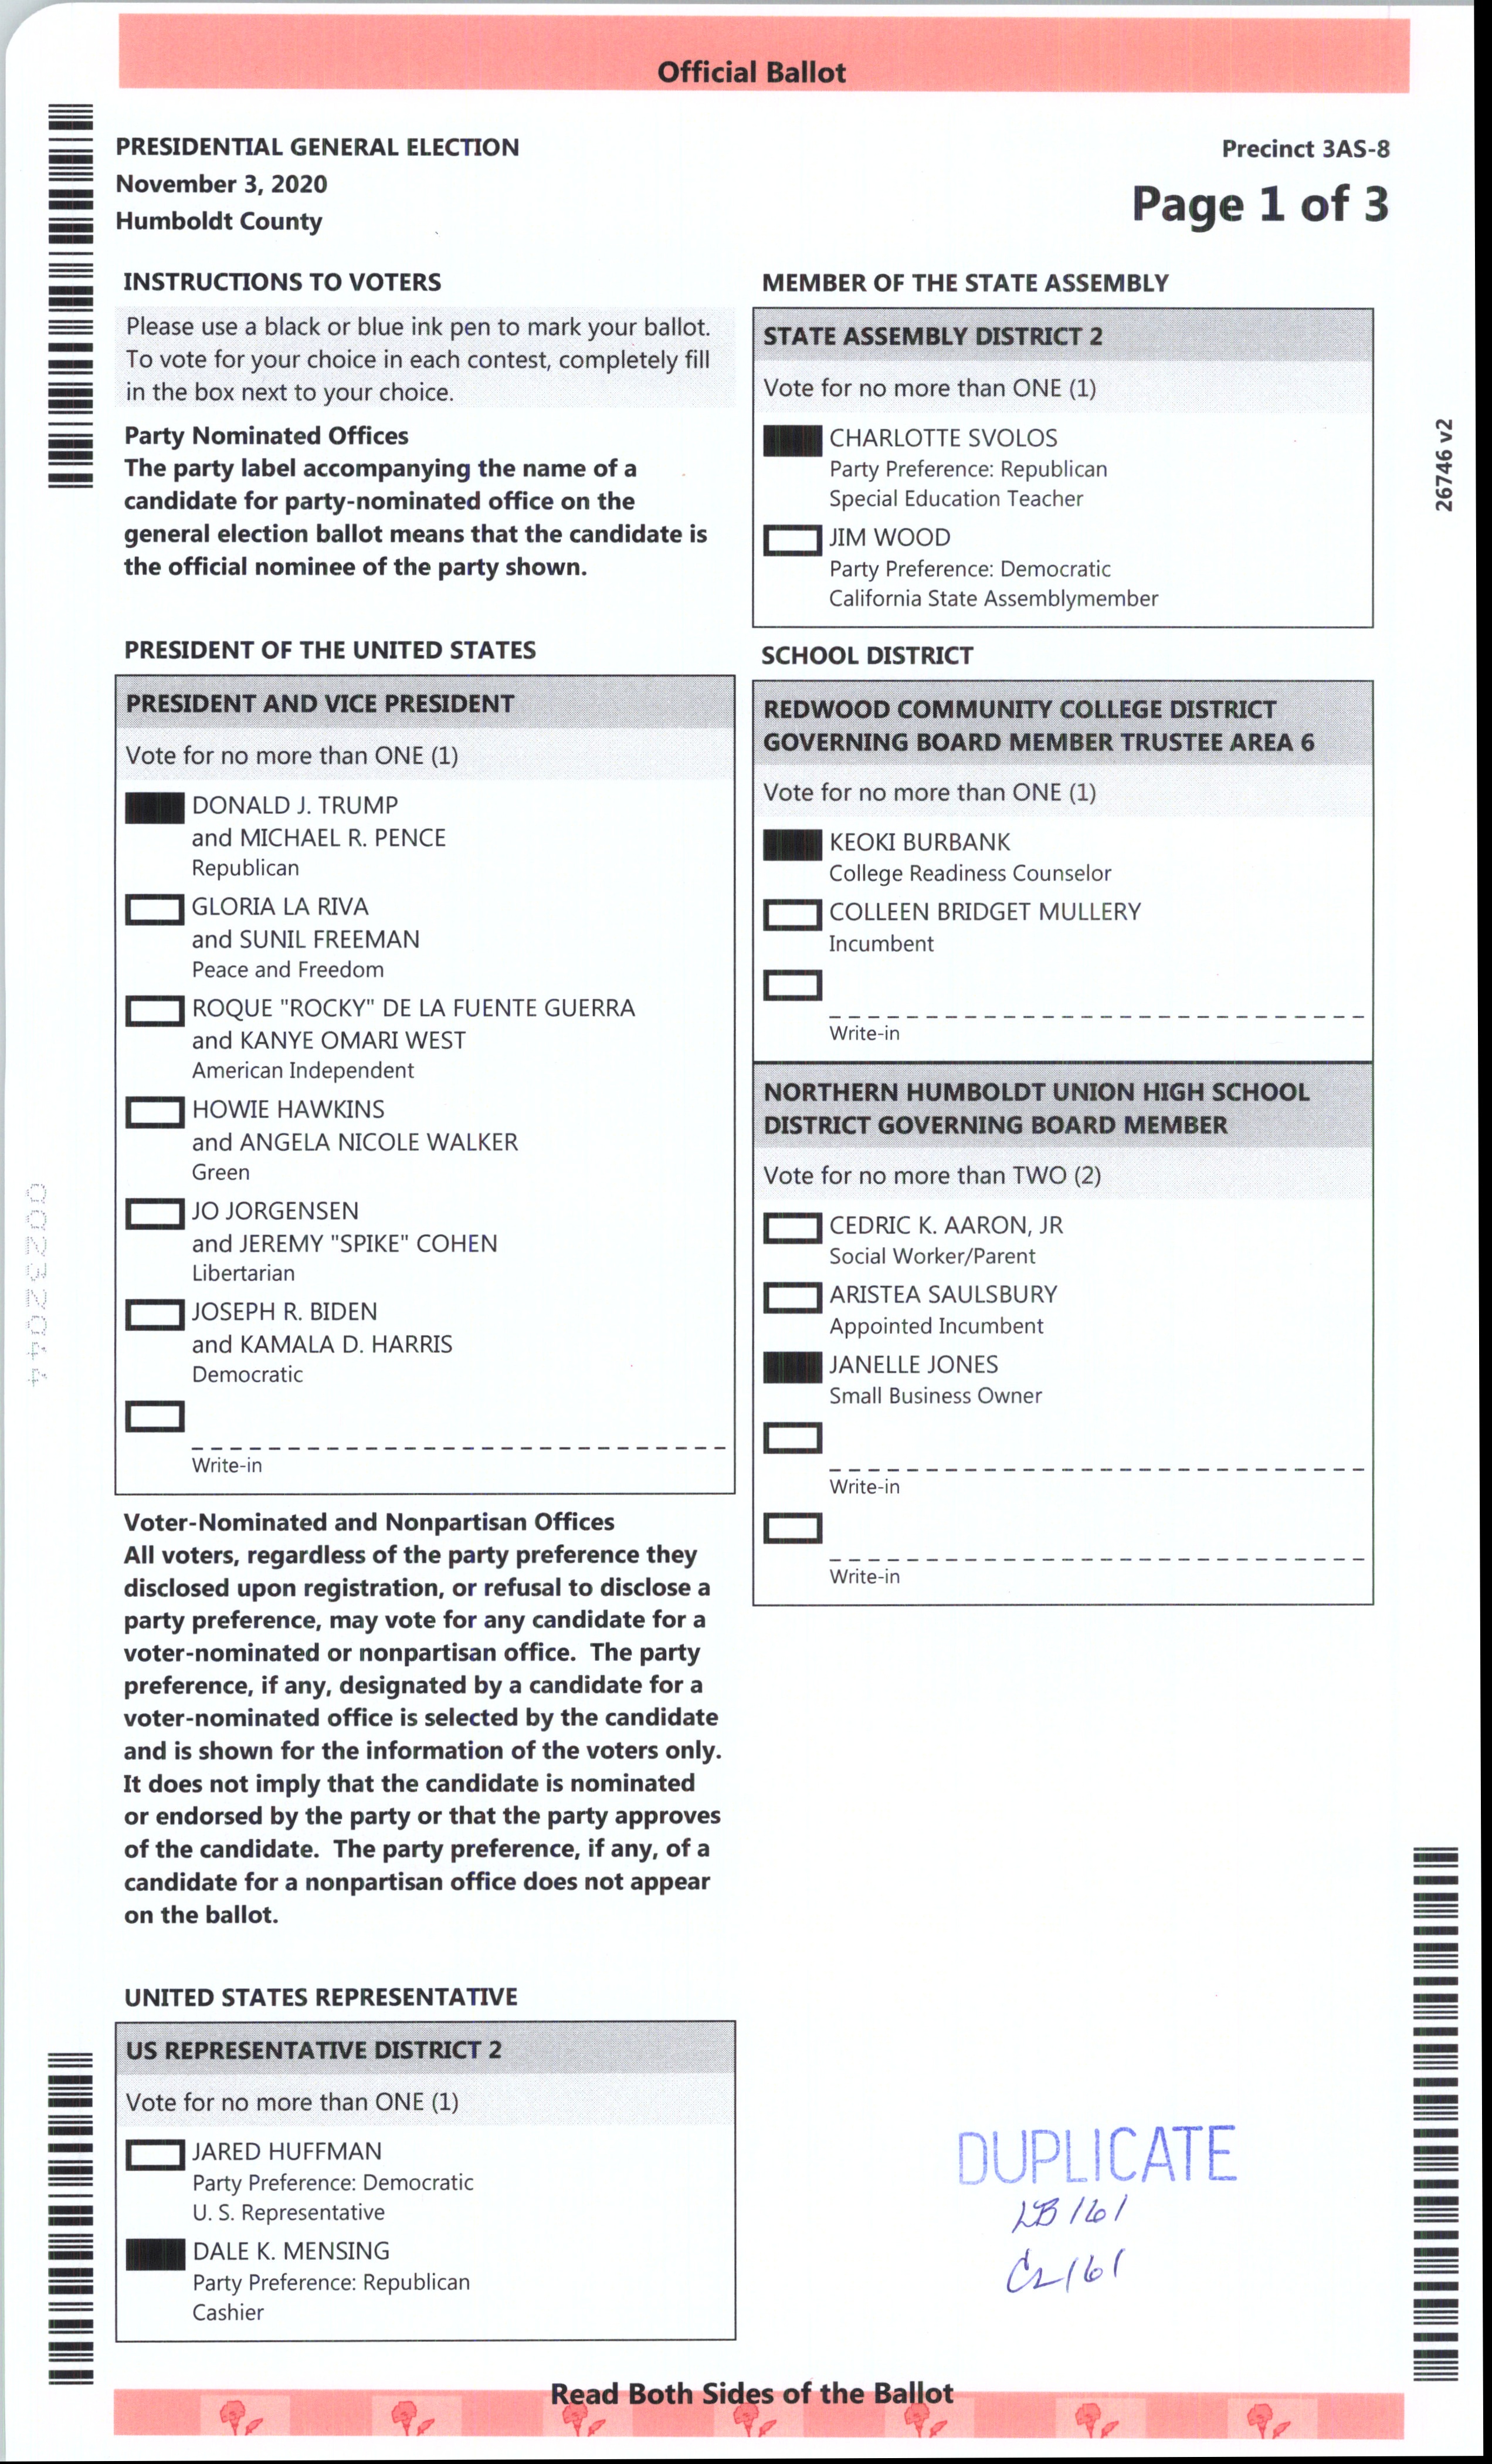 Official Ballot
PRESIDENTIAL GENERAL ELECTION
November 3, 2020
Humboldt County
Precinct 3AS-8
Page 1 of 3
INSTRUCTIONS TO VOTERS
Please use a black or blue ink pen to mark your ballot.
To vote for your choice in each contest, completely fill
in the box next to your choice.
Party Nominated Offices
The party label accompanying the name of a
candidate for party-nominated office on the
general election ballot means that the candidate is
the official nominee of the party shown.
PRESIDENT OF THE UNITED STATES
PRESIDENT AND VICE PRESIDENT
Vote for no more than ONE (1)
DONALD J. TRUMP
and MICHAEL R. PENCE
Republican
GLORIA LA RIVA
and SUNIL FREEMAN
Peace and Freedom
ROQUE "ROCKY" DE LA FUENTE GUERRA
and KANYE OMARI WEST
American Independent
HOWIE HAWKINS
and ANGELA NICOLE WALKER
Green
JO JORGENSEN
and JEREMY "SPIKE" COHEN
Libertarian
JOSEPH R. BIDEN
and KAMALA D. HARRIS
Democratic
Write-in
Voter-Nominated and Nonpartisan Offices
All voters, regardless of the party preference they
disclosed upon registration, or refusal to disclose a
party preference, may vote for any candidate for a
voter-nominated or nonpartisan office.  The party
preference, if any, designated by a candidate for a
voter-nominated office is selected by the candidate
and is shown for the information of the voters only.
It does not imply that the candidate is nominated
or endorsed by the party or that the party approves
of the candidate.  The party preference, if any, of a
candidate for a nonpartisan office does not appear
on the ballot.
UNITED STATES REPRESENTATIVE
US REPRESENTATIVE DISTRICT 2
Vote for no more than ONE (1)
JARED HUFFMAN
Party Preference: Democratic
U. S. Representative
DALE K. MENSING
Party Preference: Republican
Cashier
MEMBER OF THE STATE ASSEMBLY
STATE ASSEMBLY DISTRICT 2
Vote for no more than ONE (1)
CHARLOTTE SVOLOS
Party Preference: Republican
Special Education Teacher
JIM WOOD
Party Preference: Democratic
California State Assemblymember
SCHOOL DISTRICT
REDWOOD COMMUNITY COLLEGE DISTRICT
GOVERNING BOARD MEMBER TRUSTEE AREA 6
Vote for no more than ONE (1)
KEOKI BURBANK
College Readiness Counselor
COLLEEN BRIDGET MULLERY
Incumbent
Write-in
NORTHERN HUMBOLDT UNION HIGH SCHOOL
DISTRICT GOVERNING BOARD MEMBER
Vote for no more than TWO (2)
CEDRIC K. AARON, JR
Social Worker/Parent
ARISTEA SAULSBURY
Appointed Incumbent
JANELLE JONES
Small Business Owner
Write-in
Write-in
26746 v2
DUPLICATE
LB 161
Read Both Sides of the Ballot